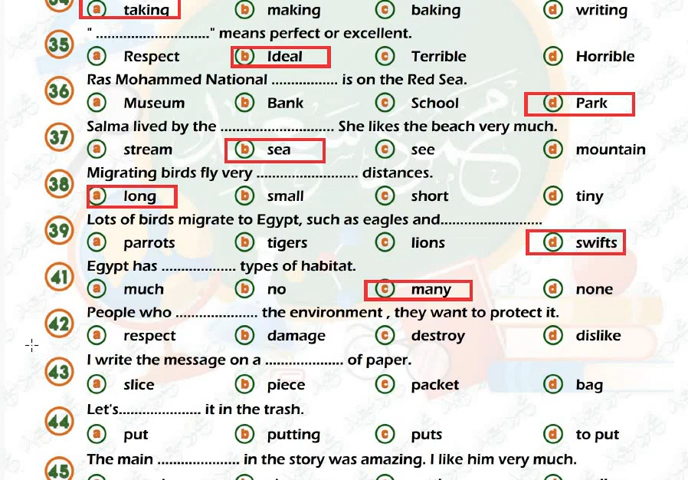 34
a taking b making c baking d writing
35 " ............................" means perfect or excellent.
a Respect b Ideal c Terrible d Horrible
36 Ras Mohammed National ................ is on the Red Sea.
a Museum b Bank c School d Park
37 Salma lived by the ............................ She likes the beach very much.
a stream b sea c see d mountain
38 Migrating birds fly very ......................... distances.
a long b small c short d tiny
39 Lots of birds migrate to Egypt, such as eagles and.........................
a parrots b tigers c lions d swifts
41 Egypt has .................. types of habitat.
a much b no c many d none
42 People who .................... the environment , they want to protect it.
a respect b damage c destroy d dislike
43 I write the message on a ................... of paper.
a slice b piece c packet d bag
44 Let's.................... it in the trash.
a put b putting c puts d to put
45 The main .................... in the story was amazing. I like him very much.